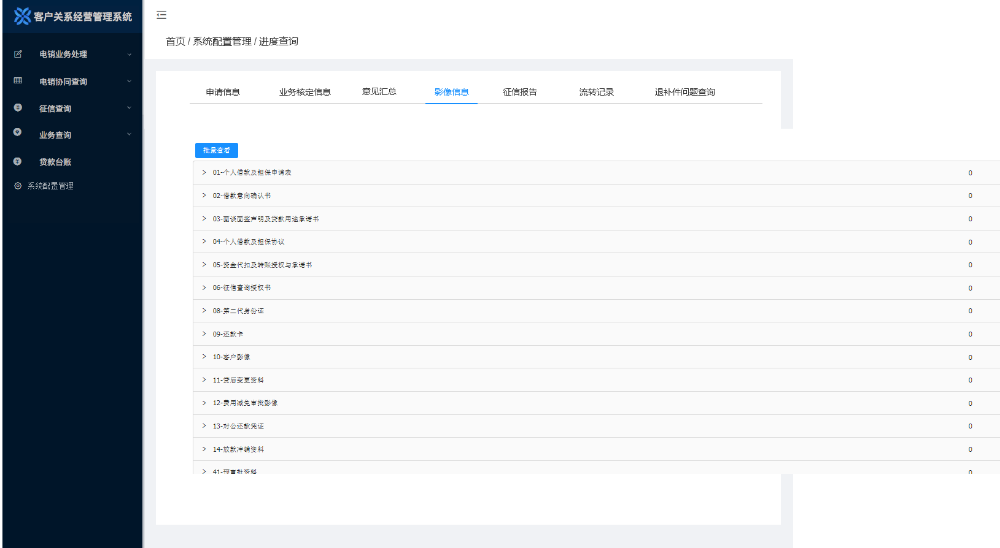 客户关系经营管理系统
首页 / 系统配置管理 / 进度查询
电销业务处理
电销协同查询
征信查询
业务查询
贷款台账
系统配置管理
申请信息 业务核定信息 意见汇总 影像信息 征信报告 流转记录 退补件问题查询
批量查看
01-个人借款及担保申请表 0
02-借款意向确认书 0
03-面谈面签声明及贷款用途承诺书 0
04-个人借款及担保协议 0
05-资金代扣及转账授权与承诺书 0
06-征信查询授权书 0
08-第二代身份证 0
09-还款卡 0
10-客户影像 0
11-贷后变更资料 0
12-费用减免审批影像 0
13-对公还款凭证 0
14-放款冲销资料 0
41-预审批资料 0